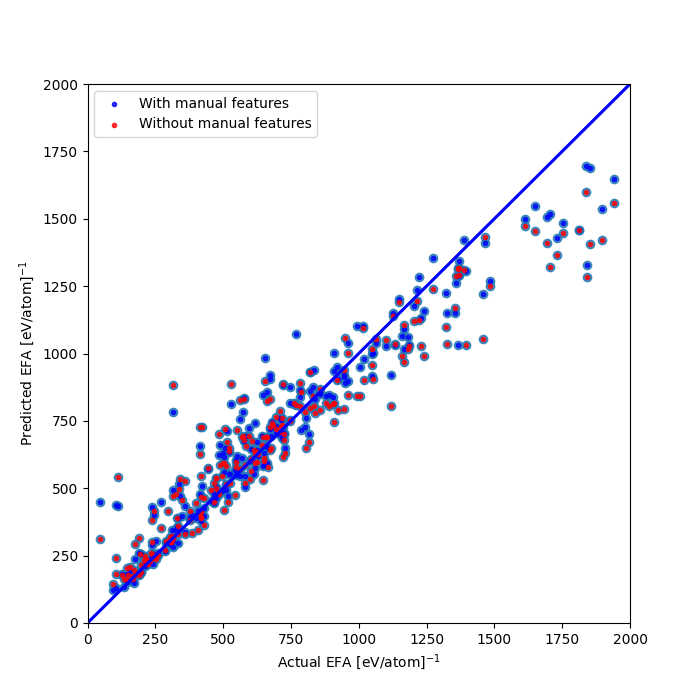 With manual features
Without manual features
2000
1750
1500
1250
1000
750
500
250
0
Predicted EFA [eV/atom]⁻¹
0 250 500 750 1000 1250 1500 1750 2000
Actual EFA [eV/atom]⁻¹